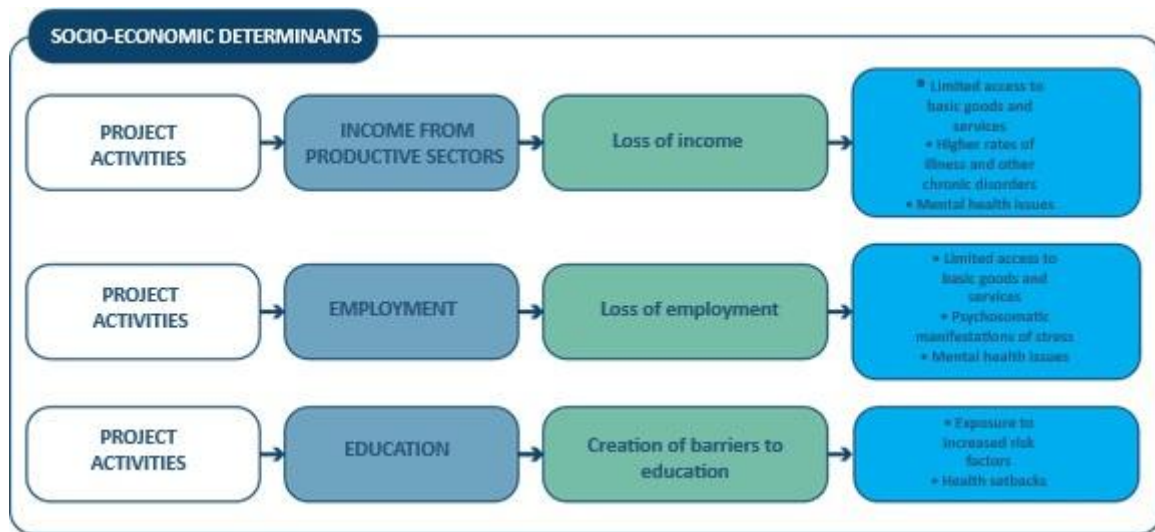 SOCIO-ECONOMIC DETERMINANTS
PROJECT
ACTIVITIES
INCOME FROM
PRODUCTIVE SECTORS
Loss of income
• Limited access to
basic goods and
services
• Higher rates of
illness and other
chronic disorders
• Mental health issues
PROJECT
ACTIVITIES
EMPLOYMENT
Loss of employment
• Limited access to
basic goods and
services
• Psychosomatic
manifestations of stress
• Mental health issues
PROJECT
ACTIVITIES
EDUCATION
Creation of barriers to
education
• Exposure to
increased risk
factors
• Health setbacks